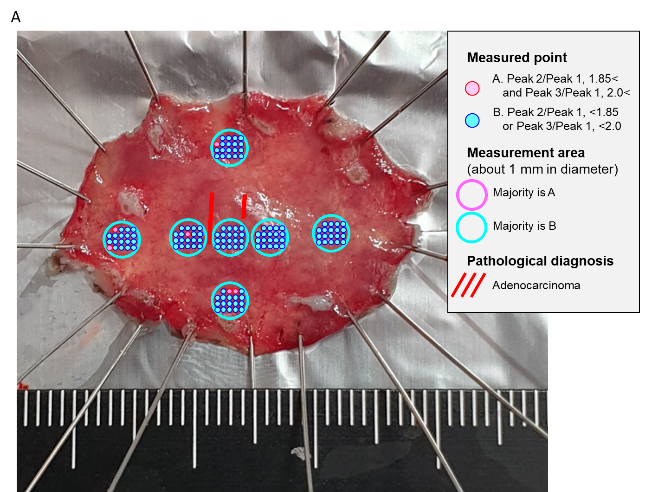 A
Measured point
A. Peak 2/Peak 1, 1.85<
and Peak 3/Peak 1, 2.0<
B. Peak 2/Peak 1, <1.85
or Peak 3/Peak 1, <2.0
Measurement area
(about 1 mm in diameter)
Majority is A
Majority is B
Pathological diagnosis
Adenocarcinoma